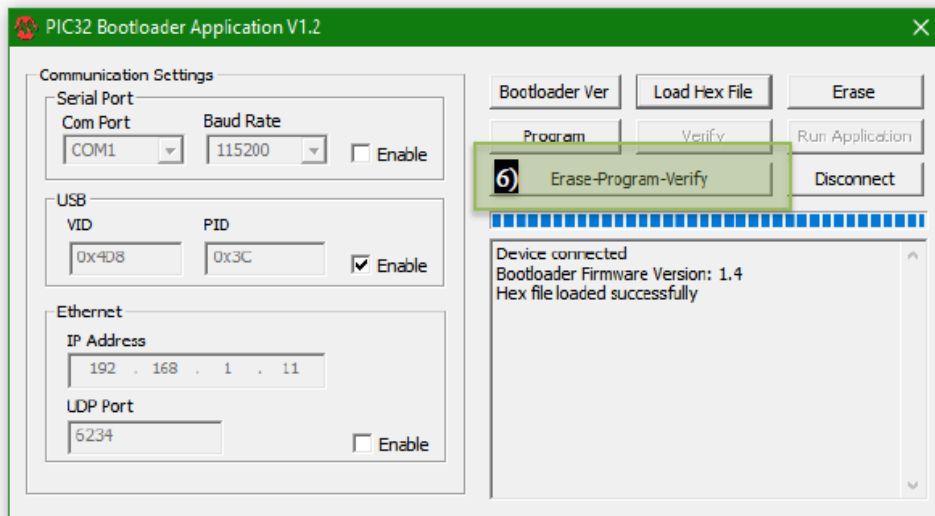 PIC32 Bootloader Application V1.2
Communication Settings
Serial Port
Com Port
Baud Rate
COM1
115200
Enable
USB
VID
PID
0x4D8
0x3C
Enable
Ethernet
IP Address
192 . 168 . 1 . 11
UDP Port
6234
Enable
Bootloader Ver
Load Hex File
Erase
Program
Verify
Run Application
6)
Erase-Program-Verify
Disconnect
Device connected
Bootloader Firmware Version: 1.4
Hex file loaded successfully